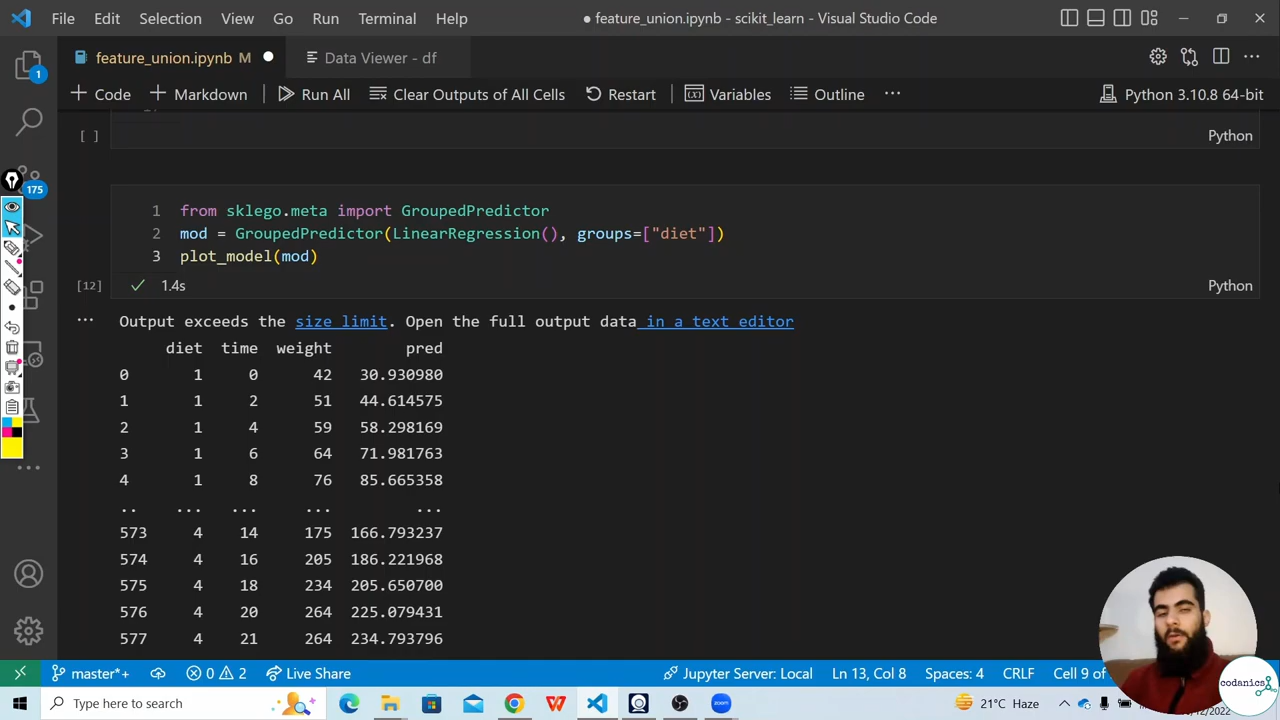 File Edit Selection View Go Run Terminal Help ● feature_union.ipynb - scikit_learn - Visual Studio Code
feature_union.ipynb M Data Viewer - df
Code Markdown Run All Clear Outputs of All Cells Restart Variables Outline ... Python 3.10.8 64-bit
1
[ ] Python
175
1 from sklego.meta import GroupedPredictor
2 mod = GroupedPredictor(LinearRegression(), groups=["diet"])
3 plot_model(mod)
[12] 1.4s Python
... Output exceeds the size limit. Open the full output data in a text editor
diet time weight pred
0 1 0 42 30.930980
1 1 2 51 44.614575
2 1 4 59 58.298169
3 1 6 64 71.981763
4 1 8 76 85.665358
.. ... ... ... ...
573 4 14 175 166.793237
574 4 16 205 186.221968
575 4 18 234 205.650700
576 4 20 264 225.079431
577 4 21 264 234.793796
master*+ 0 2 Live Share Jupyter Server: Local Ln 13, Col 8 Spaces: 4 CRLF Cell 9 of
codanics
Type here to search 21°C Haze